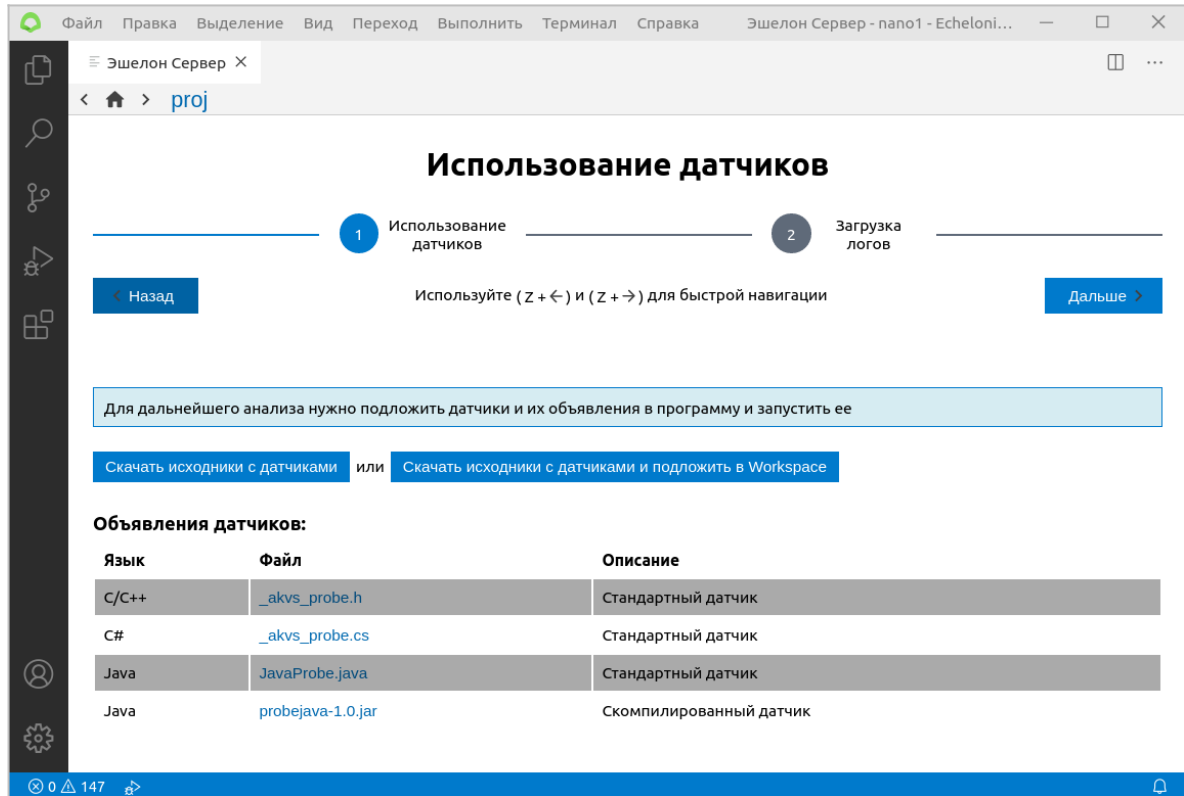 Файл Правка Выделение Вид Переход Выполнить Терминал Справка Эшелон Сервер - nano1 - Echeloni...
Эшелон Сервер
proj
Использование датчиков
1 Использование датчиков
2 Загрузка логов
Назад
Используйте ( Z + ←) и ( Z + →) для быстрой навигации
Дальше
Для дальнейшего анализа нужно подложить датчики и их объявления в программу и запустить ее
Скачать исходники с датчиками или Скачать исходники с датчиками и подложить в Workspace
Объявления датчиков:
Язык Файл Описание
C/C++ _akvs_probe.h Стандартный датчик
C# _akvs_probe.cs Стандартный датчик
Java JavaProbe.java Стандартный датчик
Java probejava-1.0.jar Скомпилированный датчик
0 147